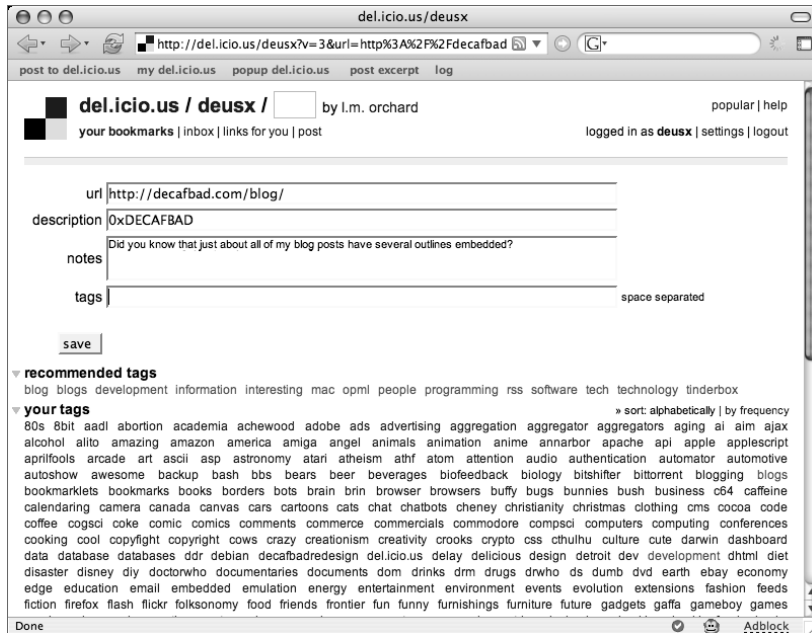 del.icio.us/deusx
http://del.icio.us/deusx?v=3&url=http%3A%2F%2Fdecafbad
G
post to del.icio.us my del.icio.us popup del.icio.us post excerpt log
del.icio.us / deusx / by l.m. orchard
popular | help
your bookmarks | inbox | links for you | post
logged in as deusx | settings | logout
url http://decafbad.com/blog/
description 0xDECAFBAD
notes Did you know that just about all of my blog posts have several outlines embedded?
tags space separated
save
recommended tags
blog blogs development information interesting mac opml people programming rss software tech technology tinderbox
your tags » sort: alphabetically | by frequency
80s 8bit aadl abortion academia achewood adobe ads advertising aggregation aggregator aggregators aging ai aim ajax
alcohol alito amazing amazon america amiga angel animals animation anime annarbor apache api apple applescript
aprilfools arcade art ascii asp astronomy atari atheism athf atom attention audio authentication automator automotive
autoshow awesome backup bash bbs bears beer beverages biofeedback biology bitshifter bittorrent blogging blogs
bookmarklets bookmarks books borders bots brain brin browser browsers buffy bugs bunnies bush business c64 caffeine
calendaring camera canada canvas cars cartoons cats chat chatbots cheney christianity christmas clothing cms cocoa code
coffee cogsci coke comic comics comments commerce commercials commodore compsci computers computing conferences
cooking cool copyfight copyright cows crazy creationism creativity crooks crypto css cthulhu culture cute darwin dashboard
data database databases ddr debian decafbadredesign del.icio.us delay delicious design detroit dev development dhtml diet
disaster disney diy doctorwho documentaries documents dom drinks drm drugs drwho ds dumb dvd earth ebay economy
edge education email embedded emulation energy entertainment environment events evolution extensions fashion feeds
fiction firefox flash flickr folksonomy food friends frontier fun funny furnishings furniture future gadgets gaffa gameboy games
Done Adblock